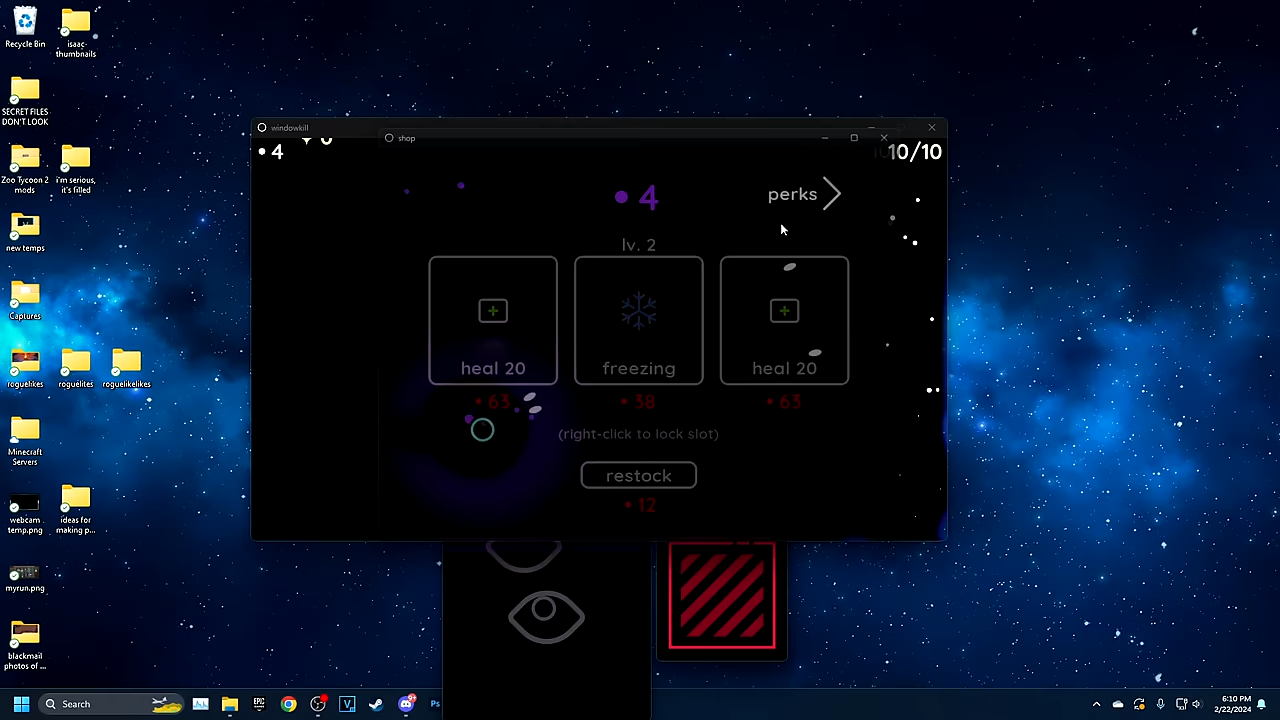 Recycle Bin
isaac-
thumbnails
SECRET FILES
DON'T LOOK
Zoo Tycoon 2
mods
i'm serious,
it's filled
new temps
Captures
roguelikes
roguelites
roguelikelikes
Minecraft
Servers
webcam
temp.png
ideas for
making p...
myrun.png
blackmail
photos of ...
windowkill
4
10/10
shop
4
perks
lv. 2
heal 20
freezing
heal 20
63
38
63
(right-click to lock slot)
restock
12
Search
EPIC
V
9+
Ps
6:10 PM
2/22/2024